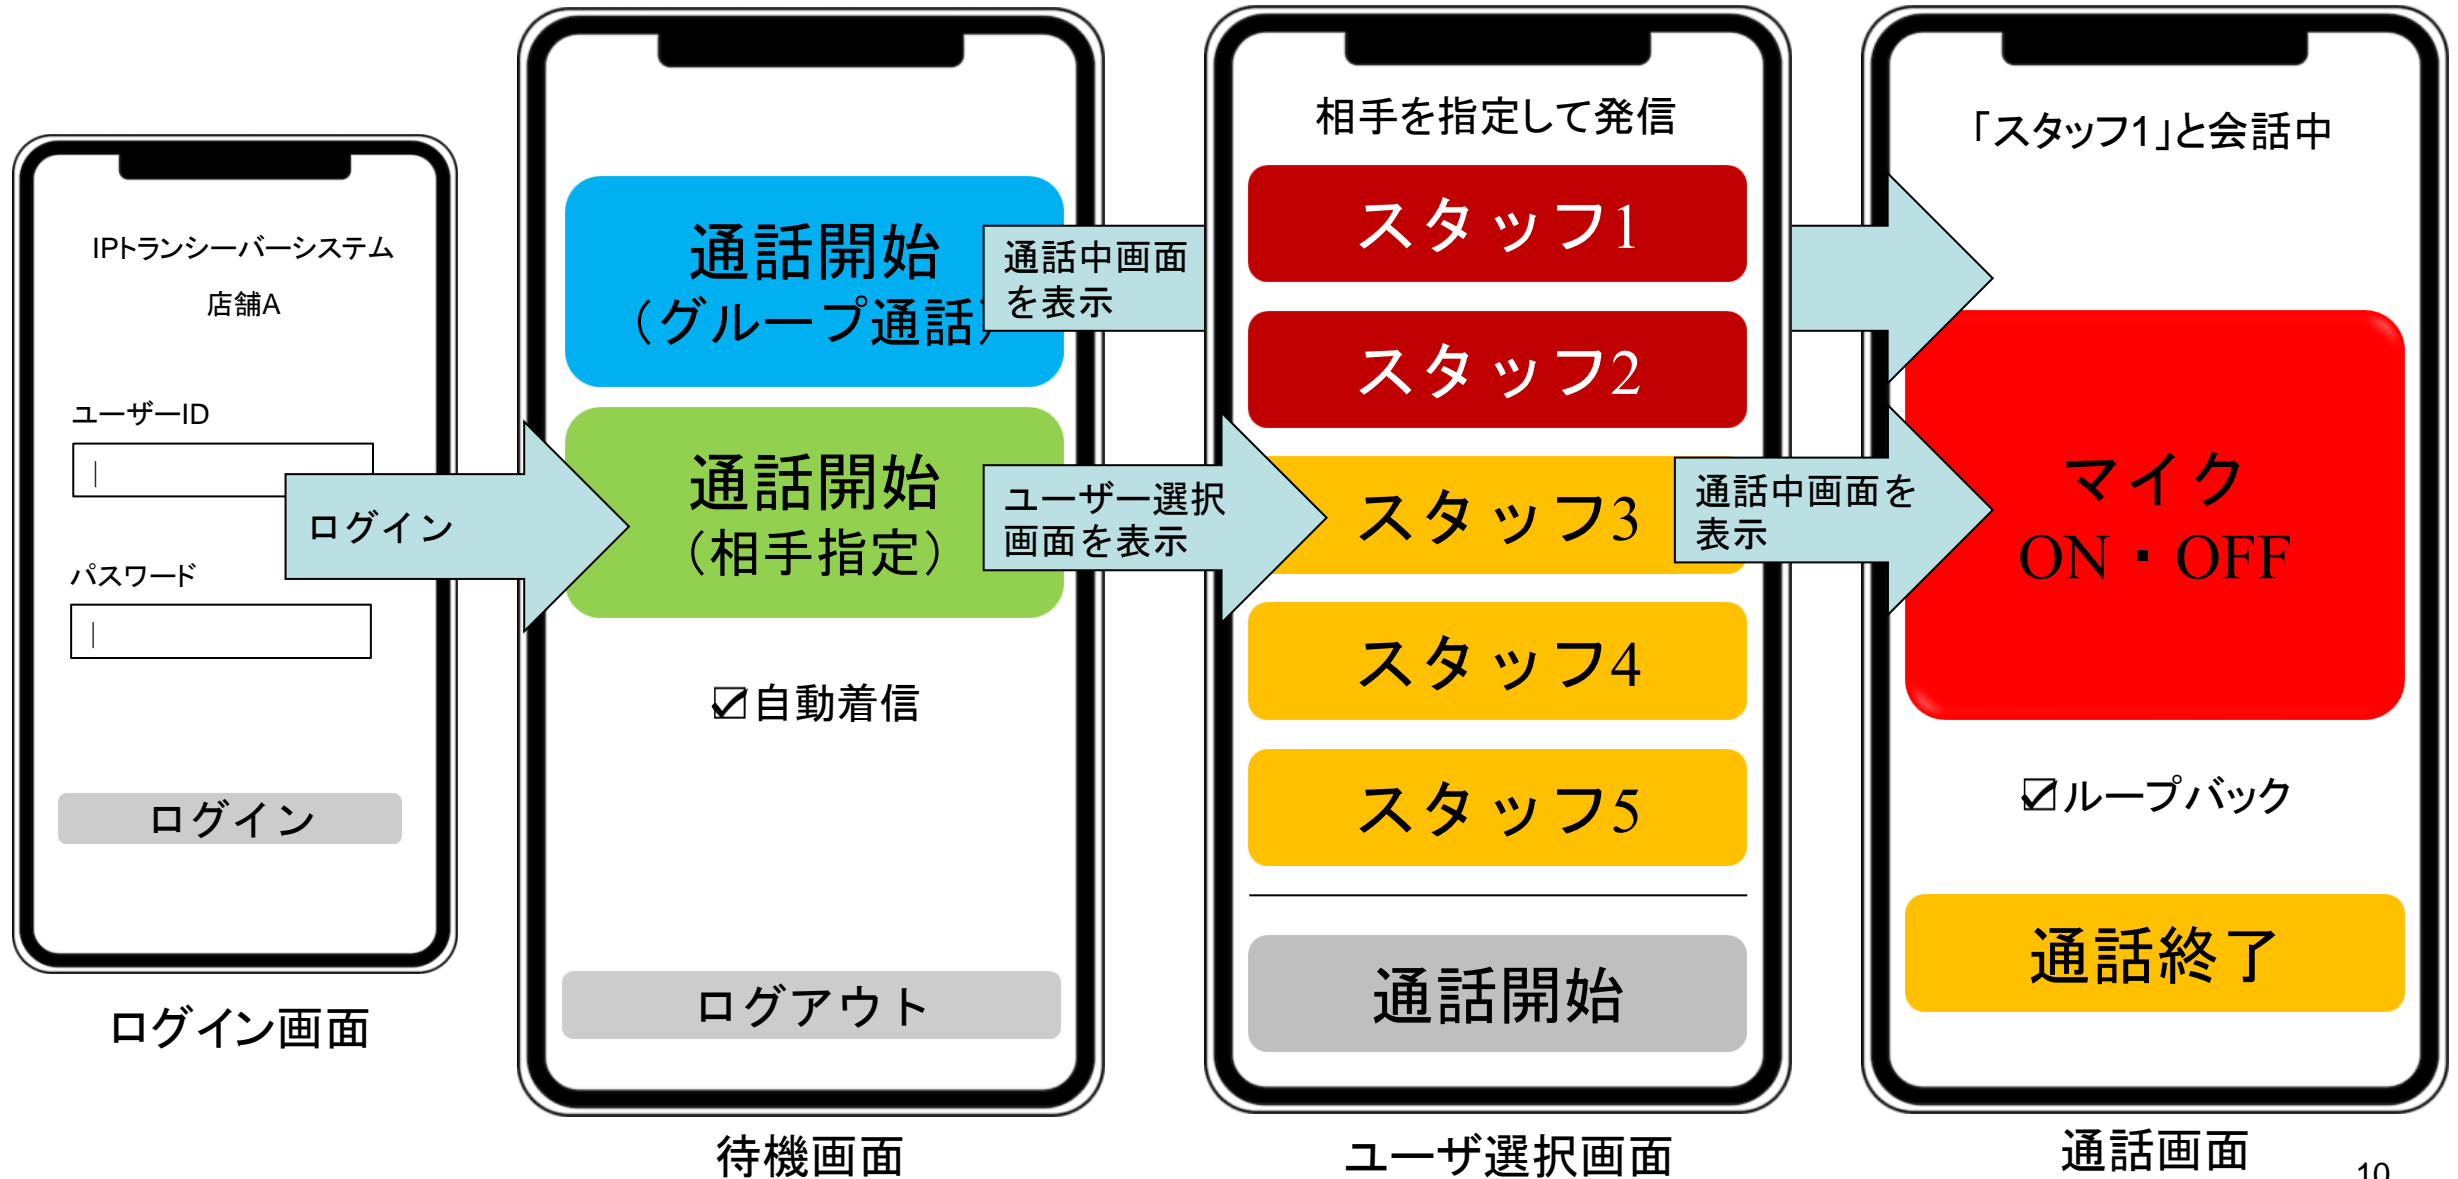 IPトランシーバーシステム
店舗A
ユーザーID
パスワード
ログイン
ログイン画面
ログイン
通話開始
（グループ通話）
通話開始
（相手指定）
☑自動着信
ログアウト
待機画面
通話中画面
を表示
ユーザー選択
画面を表示
相手を指定して発信
スタッフ1
スタッフ2
スタッフ3
スタッフ4
スタッフ5
通話開始
ユーザ選択画面
通話中画面を
表示
「スタッフ1」と会話中
マイク
ON・OFF
☑ループバック
通話終了
通話画面
10